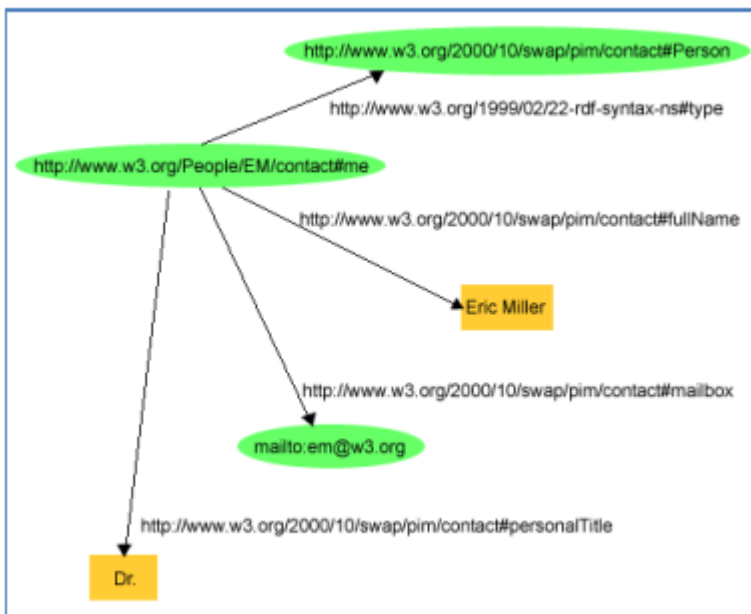 http://www.w3.org/2000/10/swap/pim/contact#Person
http://www.w3.org/1999/02/22-rdf-syntax-ns#type
http://www.w3.org/People/EM/contact#me
http://www.w3.org/2000/10/swap/pim/contact#fullName
Eric Miller
http://www.w3.org/2000/10/swap/pim/contact#mailbox
mailto:em@w3.org
http://www.w3.org/2000/10/swap/pim/contact#personalTitle
Dr.